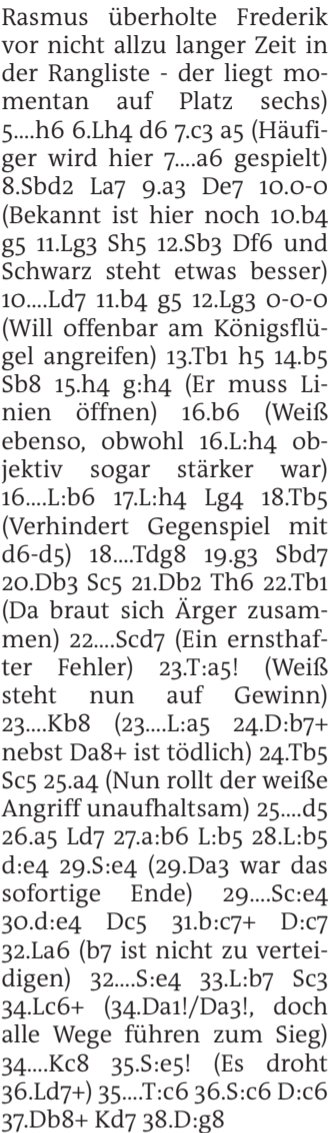 Rasmus überholte Frederik
vor nicht allzu langer Zeit in
der Rangliste - der liegt mo-
mentan auf Platz sechs)
5....h6 6.Lh4 d6 7.c3 a5 (Häufi-
ger wird hier 7....a6 gespielt)
8.Sbd2 La7 9.a3 De7 10.0-0
(Bekannt ist hier noch 10.b4
g5 11.Lg3 Sh5 12.Sb3 Df6 und
Schwarz steht etwas besser)
10....Ld7 11.b4 g5 12.Lg3 0-0-0
(Will offenbar am Königsflü-
gel angreifen) 13.Tb1 h5 14.b5
Sb8 15.h4 g:h4 (Er muss Li-
nien öffnen) 16.b6 (Weiß
ebenso, obwohl 16.L:h4 ob-
jektiv sogar stärker war)
16....L:b6 17.L:h4 Lg4 18.Tb5
(Verhindert Gegenspiel mit
d6-d5) 18....Tdg8 19.g3 Sbd7
20.Db3 Sc5 21.Db2 Th6 22.Tb1
(Da braut sich Ärger zusam-
men) 22....Scd7 (Ein ernsthaf-
ter Fehler) 23.T:a5! (Weiß
steht nun auf Gewinn)
23....Kb8 (23....L:a5 24.D:b7+
nebst Da8+ ist tödlich) 24.Tb5
Sc5 25.a4 (Nun rollt der weiße
Angriff unaufhaltsam) 25....d5
26.a5 Ld7 27.a:b6 L:b5 28.L:b5
d:e4 29.S:e4 (29.Da3 war das
sofortige Ende) 29....Sc:e4
30.d:e4 Dc5 31.b:c7+ D:c7
32.La6 (b7 ist nicht zu vertei-
digen) 32....S:e4 33.L:b7 Sc3
34.Lc6+ (34.Da1!/Da3!, doch
alle Wege führen zum Sieg)
34....Kc8 35.S:e5! (Es droht
36.Ld7+) 35....T:c6 36.S:c6 D:c6
37.Db8+ Kd7 38.D:g8